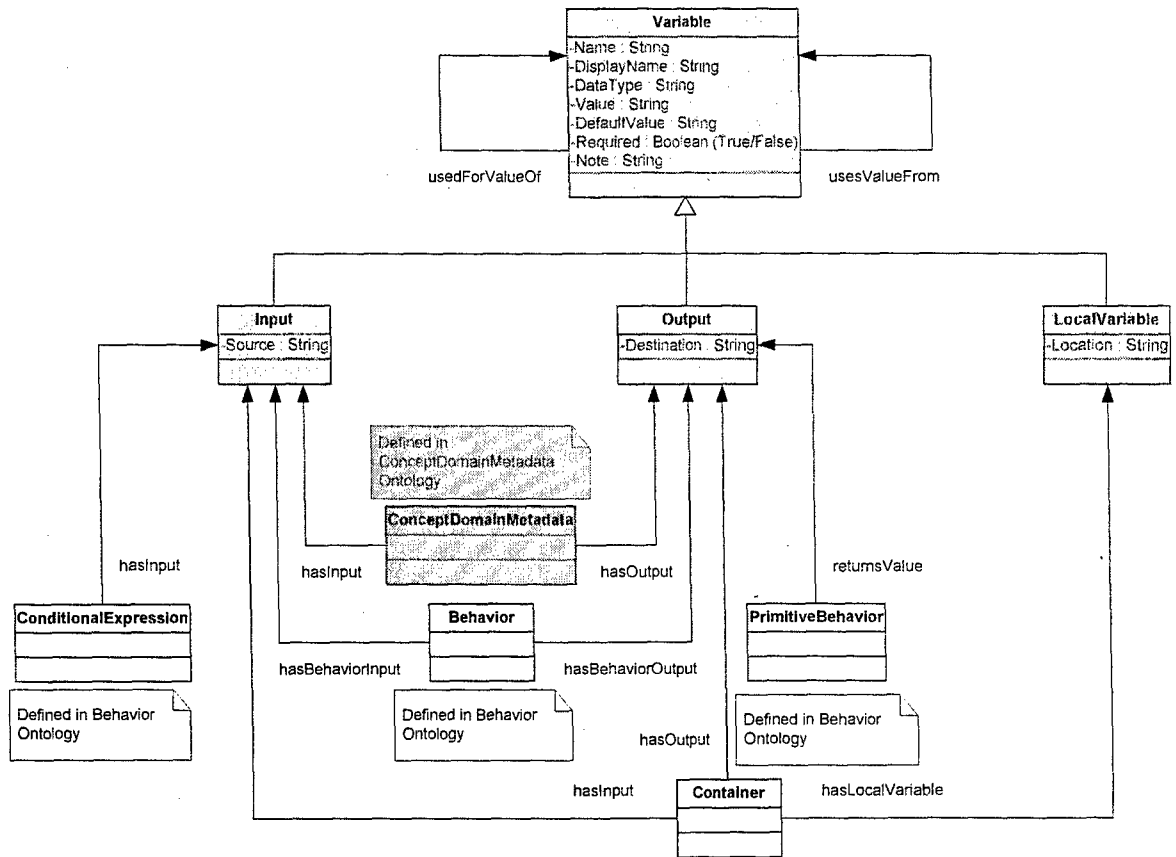 Variable
-Name : String
-DisplayName : String
-DataType : String
-Value : String
-DefaultValue : String
-Required : Boolean (True/False)
-Note : String
usedForValueOf
usesValueFrom
Input
-Source : String
Output
-Destination : String
LocalVariable
-Location : String
Defined in
ConceptDomainMetadata
Ontology
ConceptDomainMetadata
hasInput
hasInput
hasOutput
returnsValue
ConditionalExpression
Behavior
PrimitiveBehavior
hasBehaviorInput
hasBehaviorOutput
Defined in Behavior
Ontology
Defined in Behavior
Ontology
Defined in Behavior
Ontology
hasOutput
hasInput
Container
hasLocalVariable